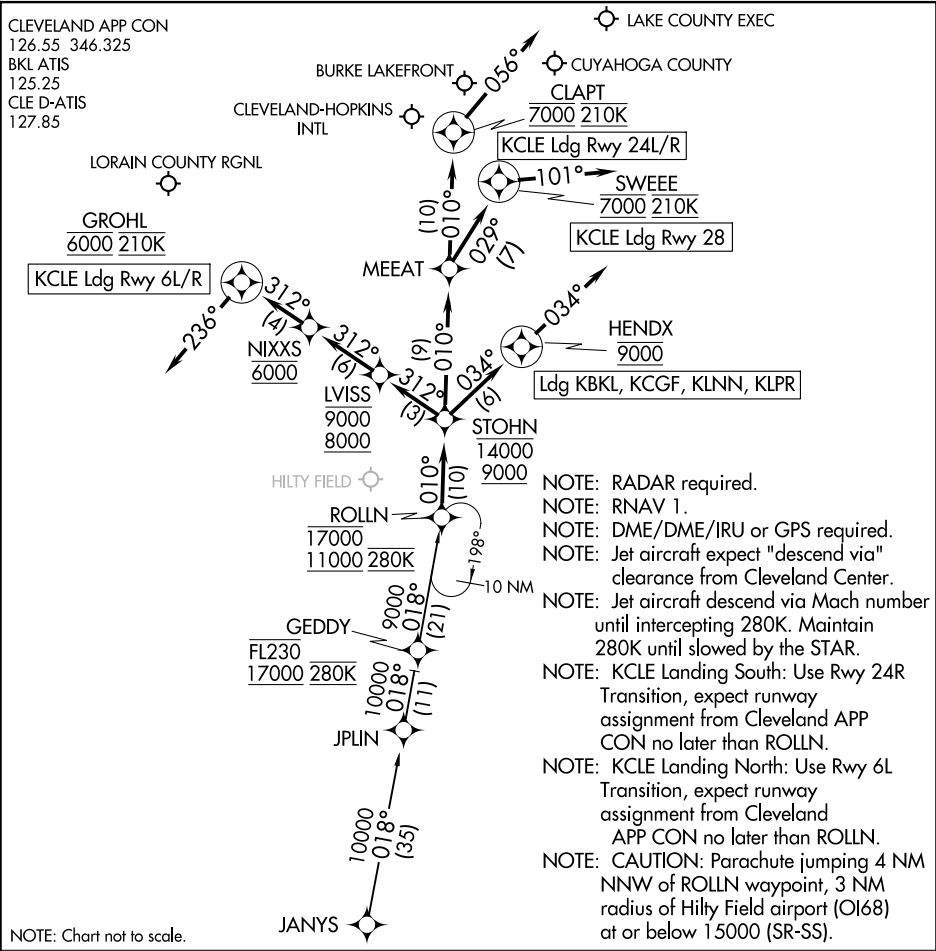 CLEVELAND APP CON
126.55 346.325
BKL ATIS
125.25
CLE D-ATIS
127.85
LAKE COUNTY EXEC
CUYAHOGA COUNTY
BURKE LAKEFRONT
CLEVELAND-HOPKINS
INTL
056°
CLAPT
7000 210K
KCLE Ldg Rwy 24L/R
LORAIN COUNTY RGNL
GROHL
6000 210K
KCLE Ldg Rwy 6L/R
101°
SWEEE
7000 210K
KCLE Ldg Rwy 28
(10)
010°
029°
(7)
MEEAT
236°
312°
(4)
NIXXS
6000
312°
(6)
LVISS
9000
8000
312°
(3)
(9)
010°
034°
(6)
034°
HENDX
9000
Ldg KBKL, KCGF, KLNN, KLPR
STOHN
14000
9000
HILTY FIELD
010°
(10)
ROLLN
17000
11000 280K
198°
10 NM
9000
018°
(21)
GEDDY
FL230
17000 280K
10000
018°
(11)
JPLIN
10000
018°
(35)
JANYS
NOTE: RADAR required.
NOTE: RNAV 1.
NOTE: DME/DME/IRU or GPS required.
NOTE: Jet aircraft expect "descend via"
clearance from Cleveland Center.
NOTE: Jet aircraft descend via Mach number
until intercepting 280K. Maintain
280K until slowed by the STAR.
NOTE: KCLE Landing South: Use Rwy 24R
Transition, expect runway
assignment from Cleveland APP
CON no later than ROLLN.
NOTE: KCLE Landing North: Use Rwy 6L
Transition, expect runway
assignment from Cleveland
APP CON no later than ROLLN.
NOTE: CAUTION: Parachute jumping 4 NM
NNW of ROLLN waypoint, 3 NM
radius of Hilty Field airport (OI68)
at or below 15000 (SR-SS).
NOTE: Chart not to scale.